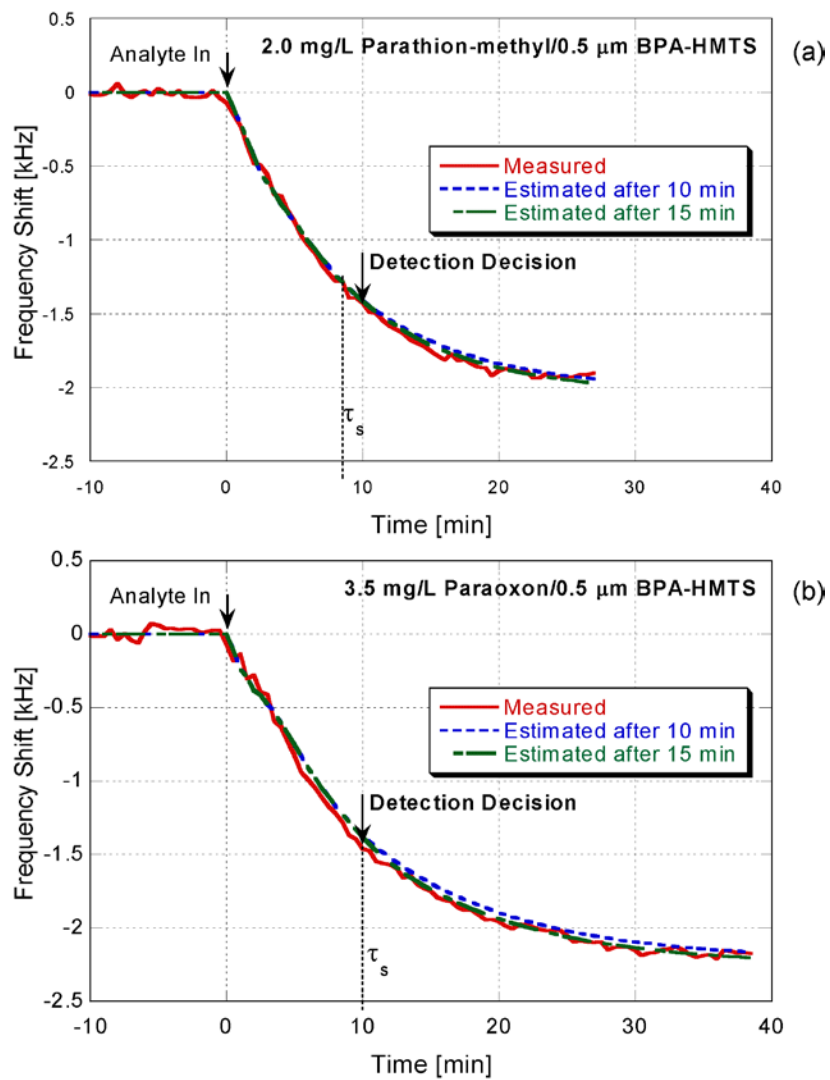 2.0 mg/L Parathion-methyl/0.5 μm BPA-HMTS
(a)
Analyte In
0.5
0
-0.5
-1
-1.5
-2
-2.5
Frequency Shift [kHz]
Measured
Estimated after 10 min
Estimated after 15 min
Detection Decision
τs
-10 0 10 20 30 40
Time [min]
3.5 mg/L Paraoxon/0.5 μm BPA-HMTS
(b)
Analyte In
0.5
0
-0.5
-1
-1.5
-2
-2.5
Frequency Shift [kHz]
Measured
Estimated after 10 min
Estimated after 15 min
Detection Decision
τs
-10 0 10 20 30 40
Time [min]